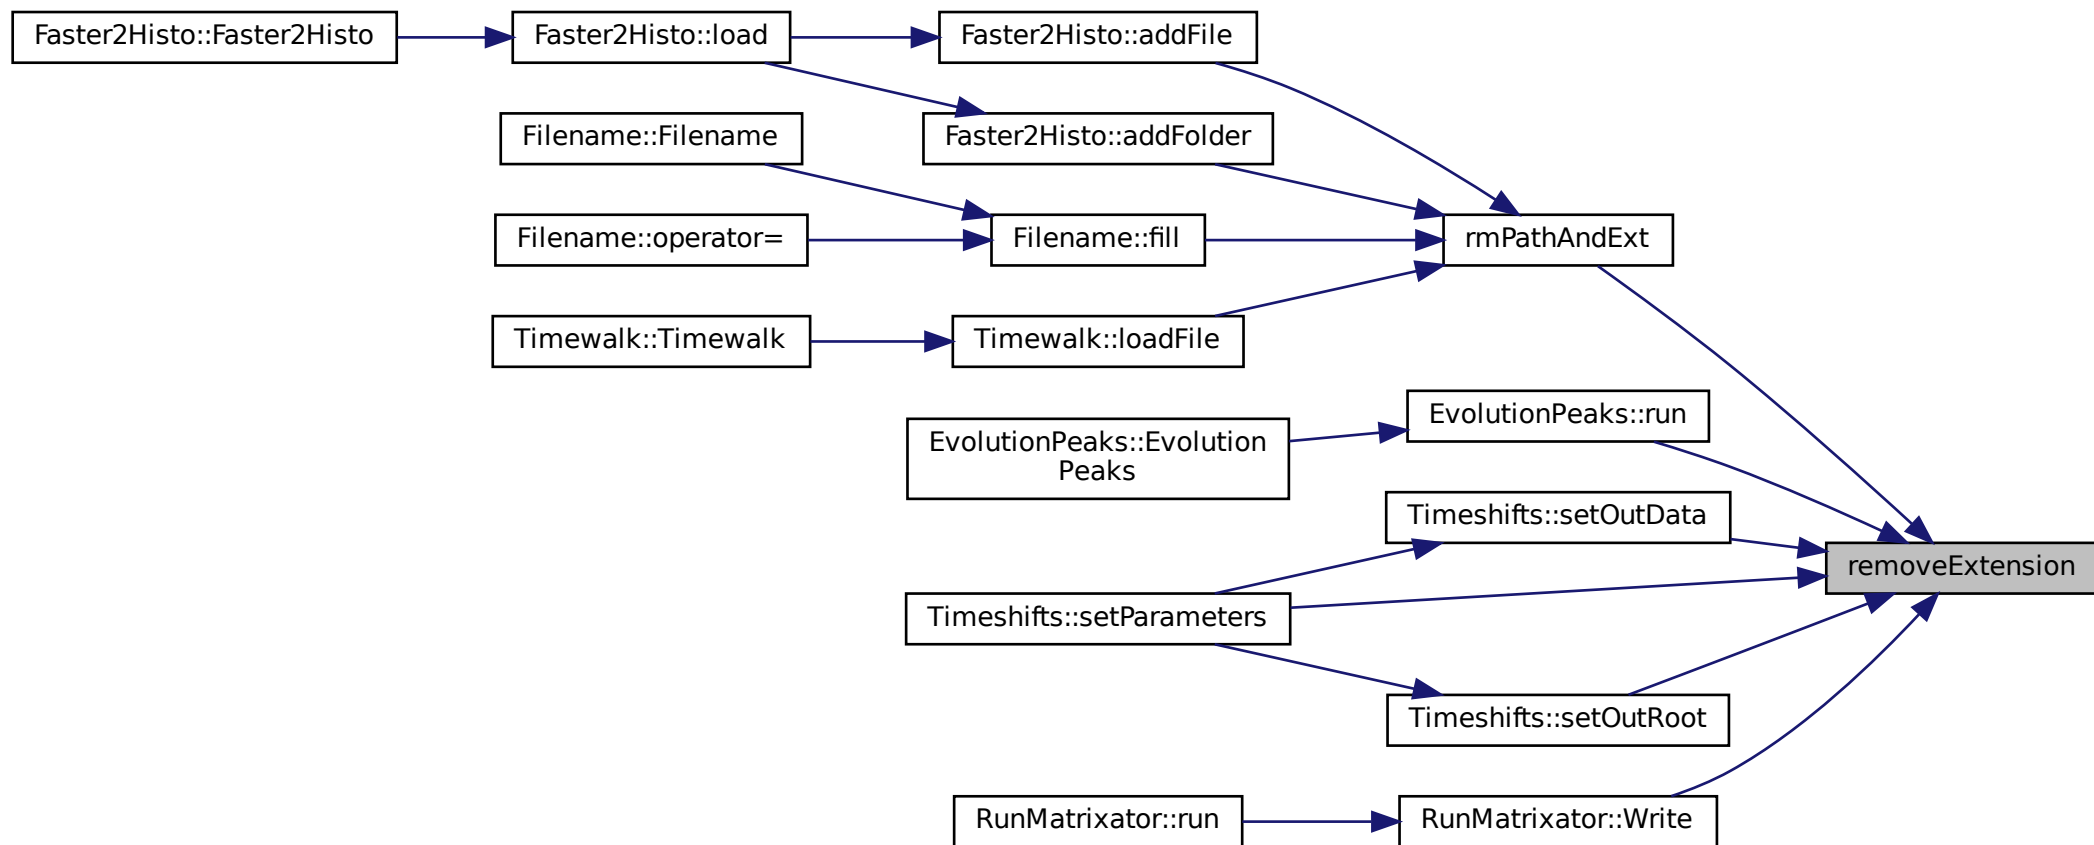 Faster2Histo::Faster2Histo
Faster2Histo::load
Faster2Histo::addFile
Filename::Filename
Faster2Histo::addFolder
Filename::operator=
Filename::fill
rmPathAndExt
Timewalk::Timewalk
Timewalk::loadFile
EvolutionPeaks::run
EvolutionPeaks::Evolution
Peaks
Timeshifts::setOutData
removeExtension
Timeshifts::setParameters
Timeshifts::setOutRoot
RunMatrixator::run
RunMatrixator::Write